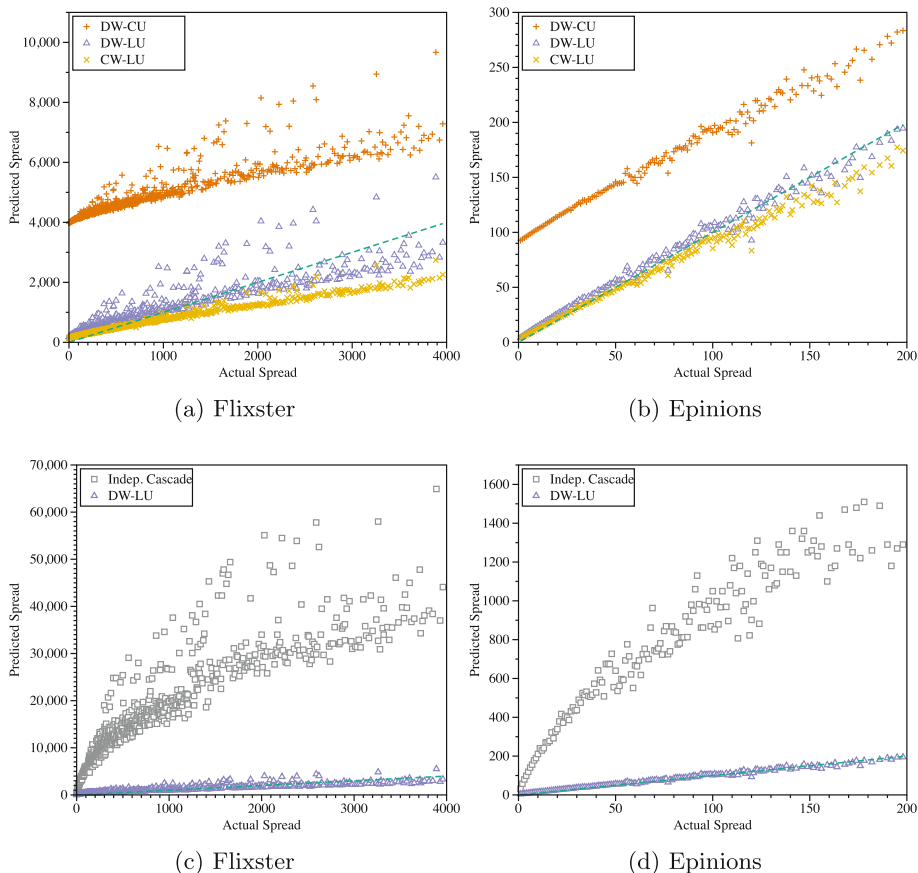 DW-CU
DW-LU
CW-LU
10,000
8,000
6,000
4,000
2,000
0
Predicted Spread
0
1000
2000
3000
4000
Actual Spread
(a) Flixster
DW-CU
DW-LU
CW-LU
300
250
200
150
100
50
0
Predicted Spread
0
50
100
150
200
Actual Spread
(b) Epinions
Indep. Cascade
DW-LU
70,000
60,000
50,000
40,000
30,000
20,000
10,000
0
Predicted Spread
0
1000
2000
3000
4000
Actual Spread
(c) Flixster
Indep. Cascade
DW-LU
1600
1400
1200
1000
800
600
400
200
0
Predicted Spread
0
50
100
150
200
Actual Spread
(d) Epinions